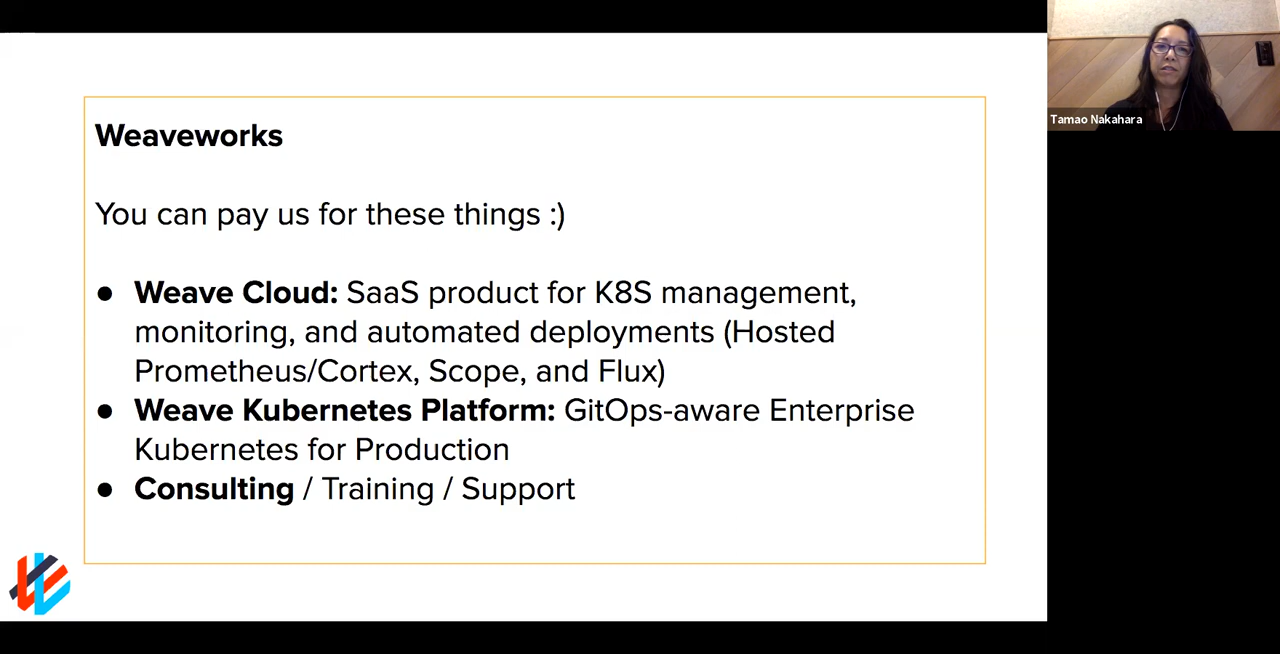 Weaveworks
You can pay us for these things :)
● Weave Cloud: SaaS product for K8S management,
monitoring, and automated deployments (Hosted
Prometheus/Cortex, Scope, and Flux)
● Weave Kubernetes Platform: GitOps-aware Enterprise
Kubernetes for Production
● Consulting / Training / Support
Tamao Nakahara